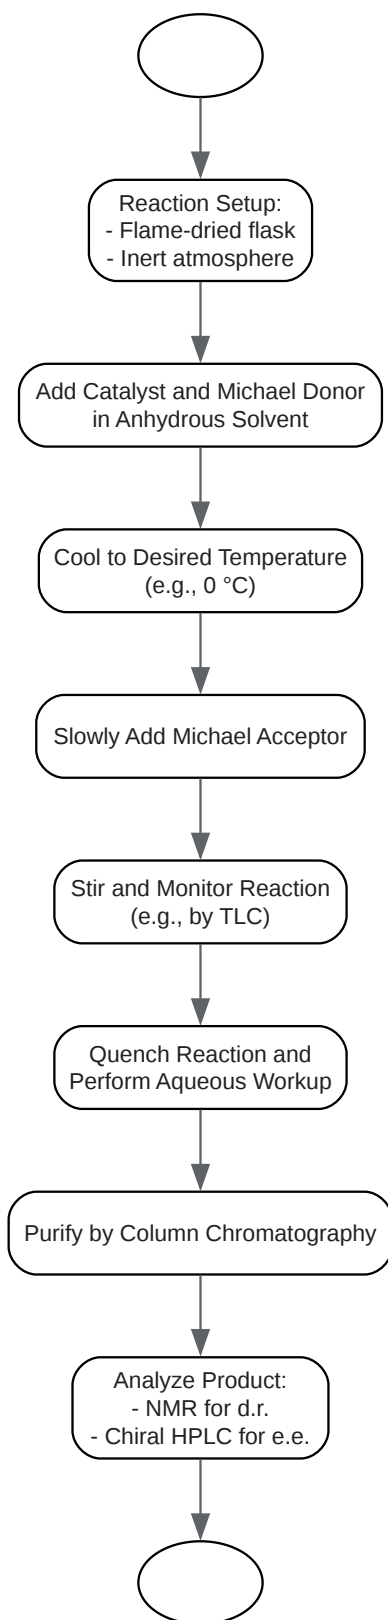 Reaction Setup:
- Flame-dried flask
- Inert atmosphere
Add Catalyst and Michael Donor
in Anhydrous Solvent
Cool to Desired Temperature
(e.g., 0 °C)
Slowly Add Michael Acceptor
Stir and Monitor Reaction
(e.g., by TLC)
Quench Reaction and
Perform Aqueous Workup
Purify by Column Chromatography
Analyze Product:
- NMR for d.r.
- Chiral HPLC for e.e.